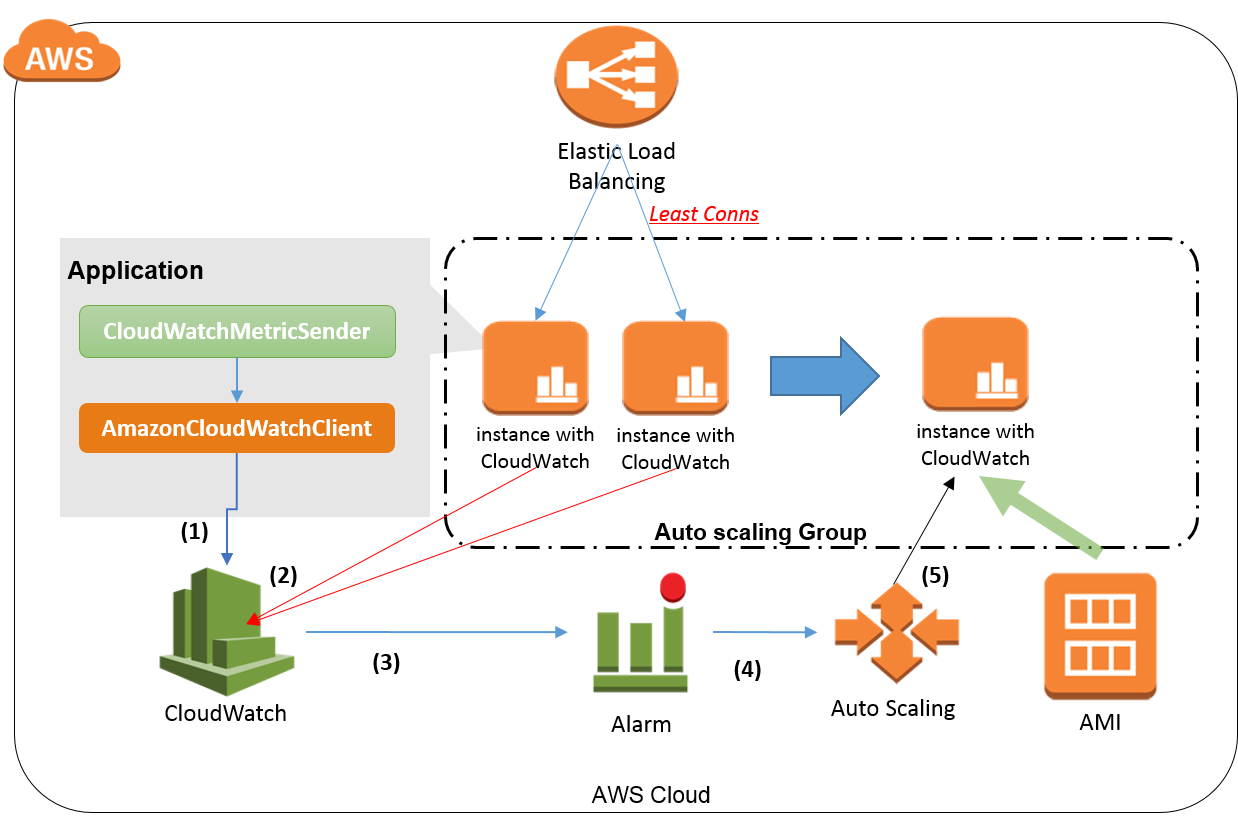 AWS
Elastic Load
Balancing
Least Conns
Application
CloudWatchMetricSender
AmazonCloudWatchClient
instance with
CloudWatch
instance with
CloudWatch
instance with
CloudWatch
Auto scaling Group
(1)
(2)
(3)
(4)
(5)
CloudWatch
Alarm
Auto Scaling
AMI
AWS Cloud